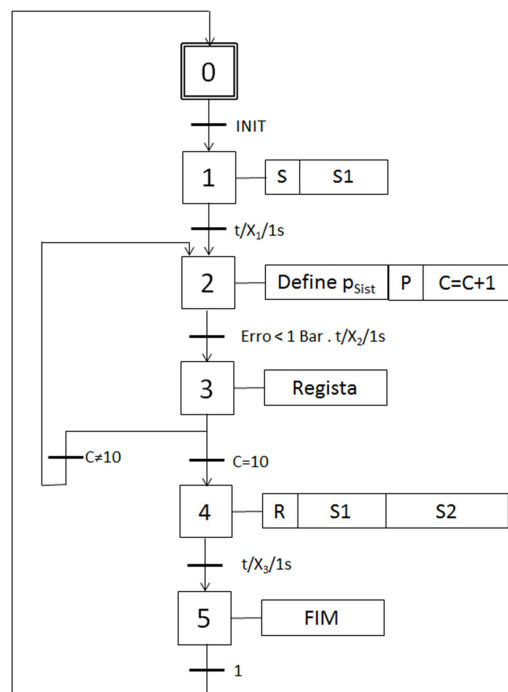 0
INIT
1 S S1
t/X₁/1s
2 Define pSist P C=C+1
Erro < 1 Bar . t/X₂/1s
3 Regista
C≠10 C=10
4 R S1 S2
t/X₃/1s
5 FIM
1